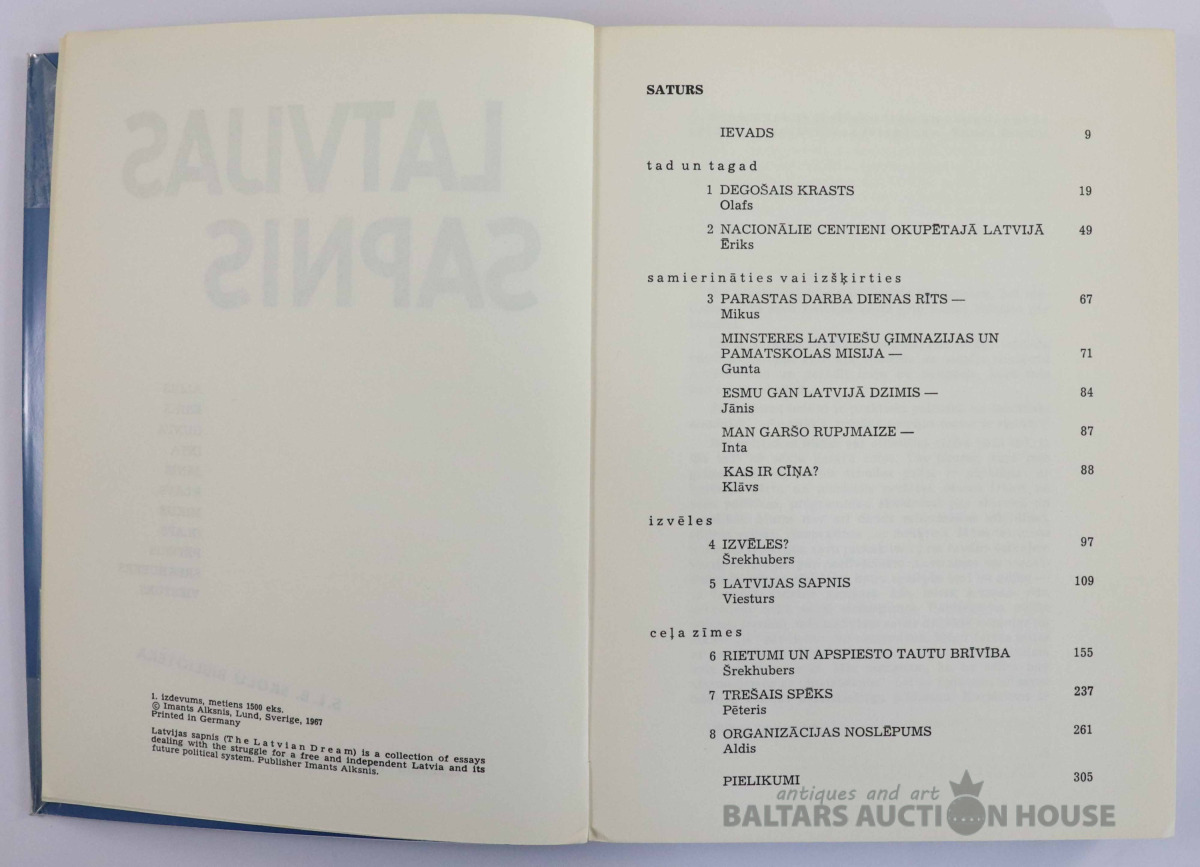 LATVIJAS
SAPNIS
1. izdevums, metiens 1500 eks.
© Imants Alksnis, Lund, Sverige, 1967
Printed in Germany
Latvijas sapnis (The Latvian Dream) is a collection of essays
dealing with the struggle for a free and independent Latvia and its
future political system. Publisher Imants Alksnis.
SATURS
IEVADS 9
tad un tagad
1 DEGOŠAIS KRASTS 19
Olafs
2 NACIONĀLIE CENTIENI OKUPĒTAJĀ LATVIJĀ 49
Ēriks
samierināties vai izšķirties
3 PARASTAS DARBA DIENAS RĪTS — 67
Mikus
MINSTERES LATVIEŠU ĢIMNAZIJAS UN
PAMATSKOLAS MISIJA — 71
Gunta
ESMU GAN LATVIJĀ DZIMIS — 84
Jānis
MAN GARŠO RUPJMAIZE — 87
Inta
KAS IR CĪŅA? 88
Klāvs
izvēles
4 IZVĒLES? 97
Šrekhubers
5 LATVIJAS SAPNIS 109
Viesturs
ceļa zīmes
6 RIETUMI UN APSPIESTO TAUTU BRĪVĪBA 155
Šrekhubers
7 TREŠAIS SPĒKS 237
Pēteris
8 ORGANIZĀCIJAS NOSLĒPUMS 261
Aldis
PIELIKUMI 305
antiques and art
BALTARS AUCTION HOUSE